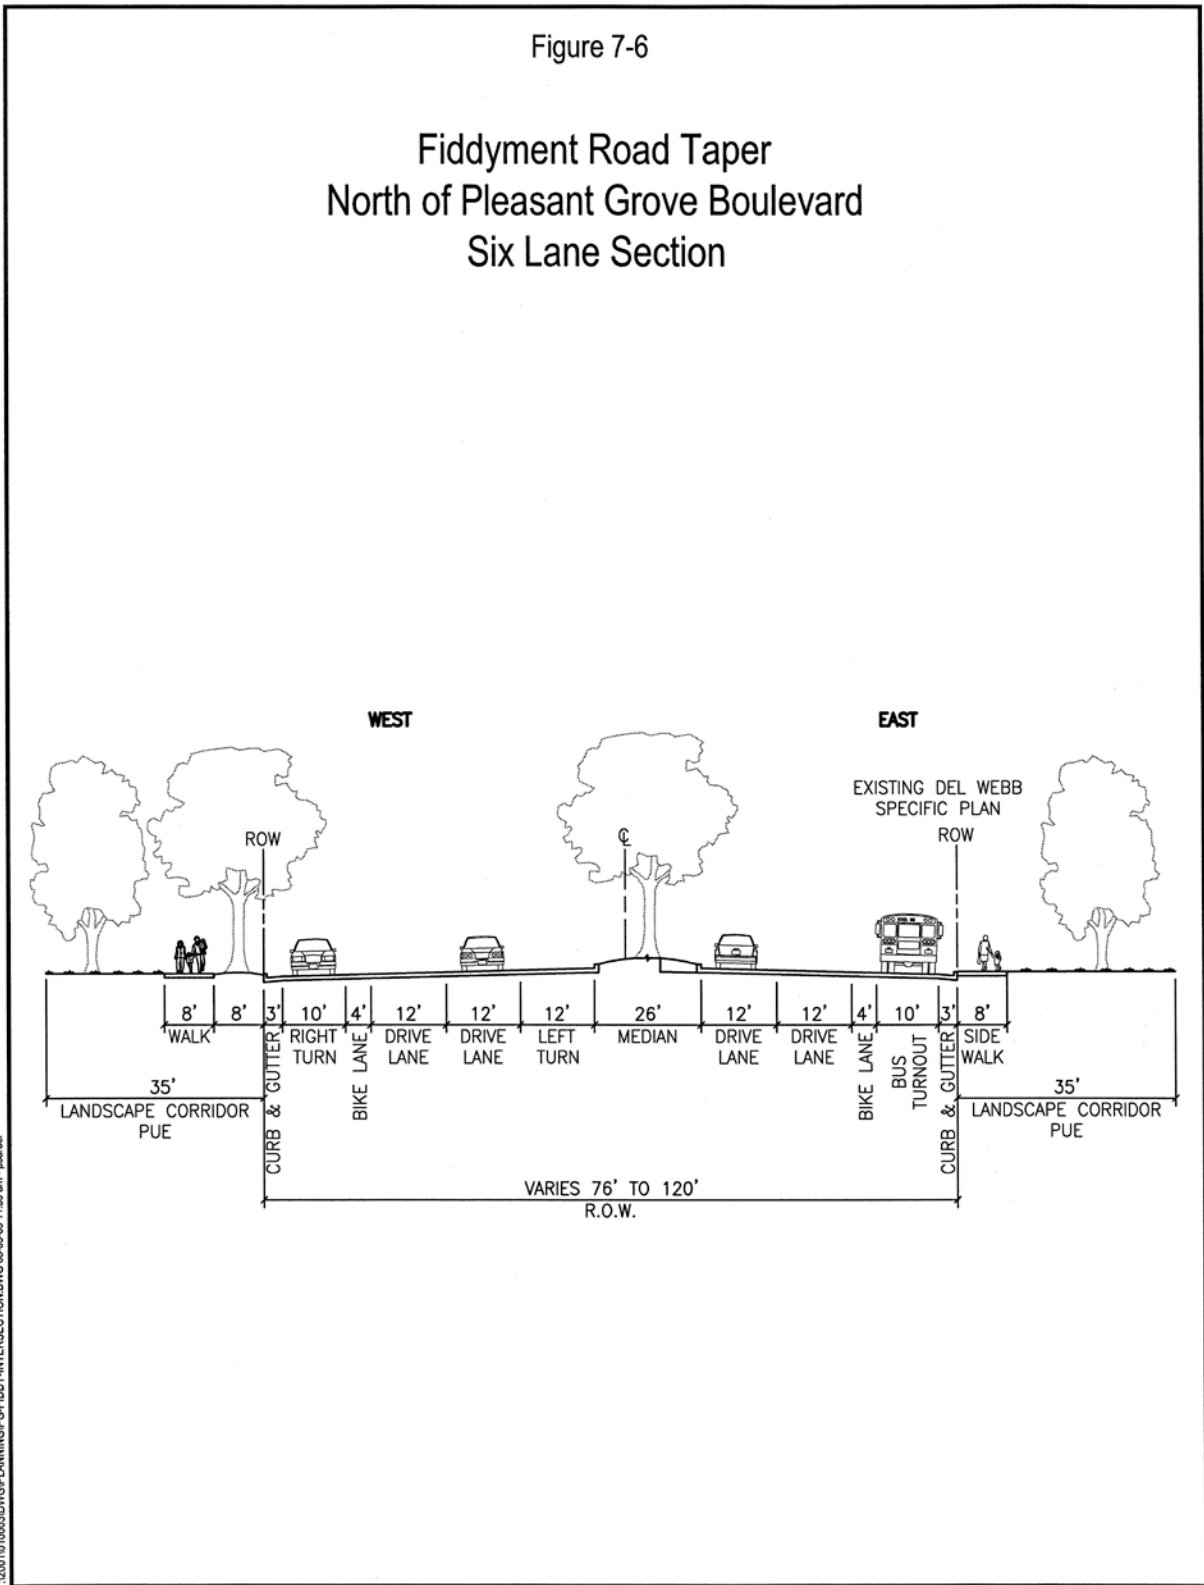 Figure 7-6
Fiddyment Road Taper
North of Pleasant Grove Boulevard
Six Lane Section
WEST
EAST
EXISTING DEL WEBB
SPECIFIC PLAN
ROW
ROW
℄
8'
8'
3'
10'
4'
12'
12'
12'
26'
12'
12'
4'
10'
3'
8'
WALK
CURB & GUTTER
RIGHT
TURN
BIKE LANE
DRIVE
LANE
DRIVE
LANE
LEFT
TURN
MEDIAN
DRIVE
LANE
DRIVE
LANE
BIKE LANE
BUS
TURNOUT
CURB & GUTTER
SIDE
WALK
35'
LANDSCAPE CORRIDOR
PUE
35'
LANDSCAPE CORRIDOR
PUE
VARIES 76' TO 120'
R.O.W.